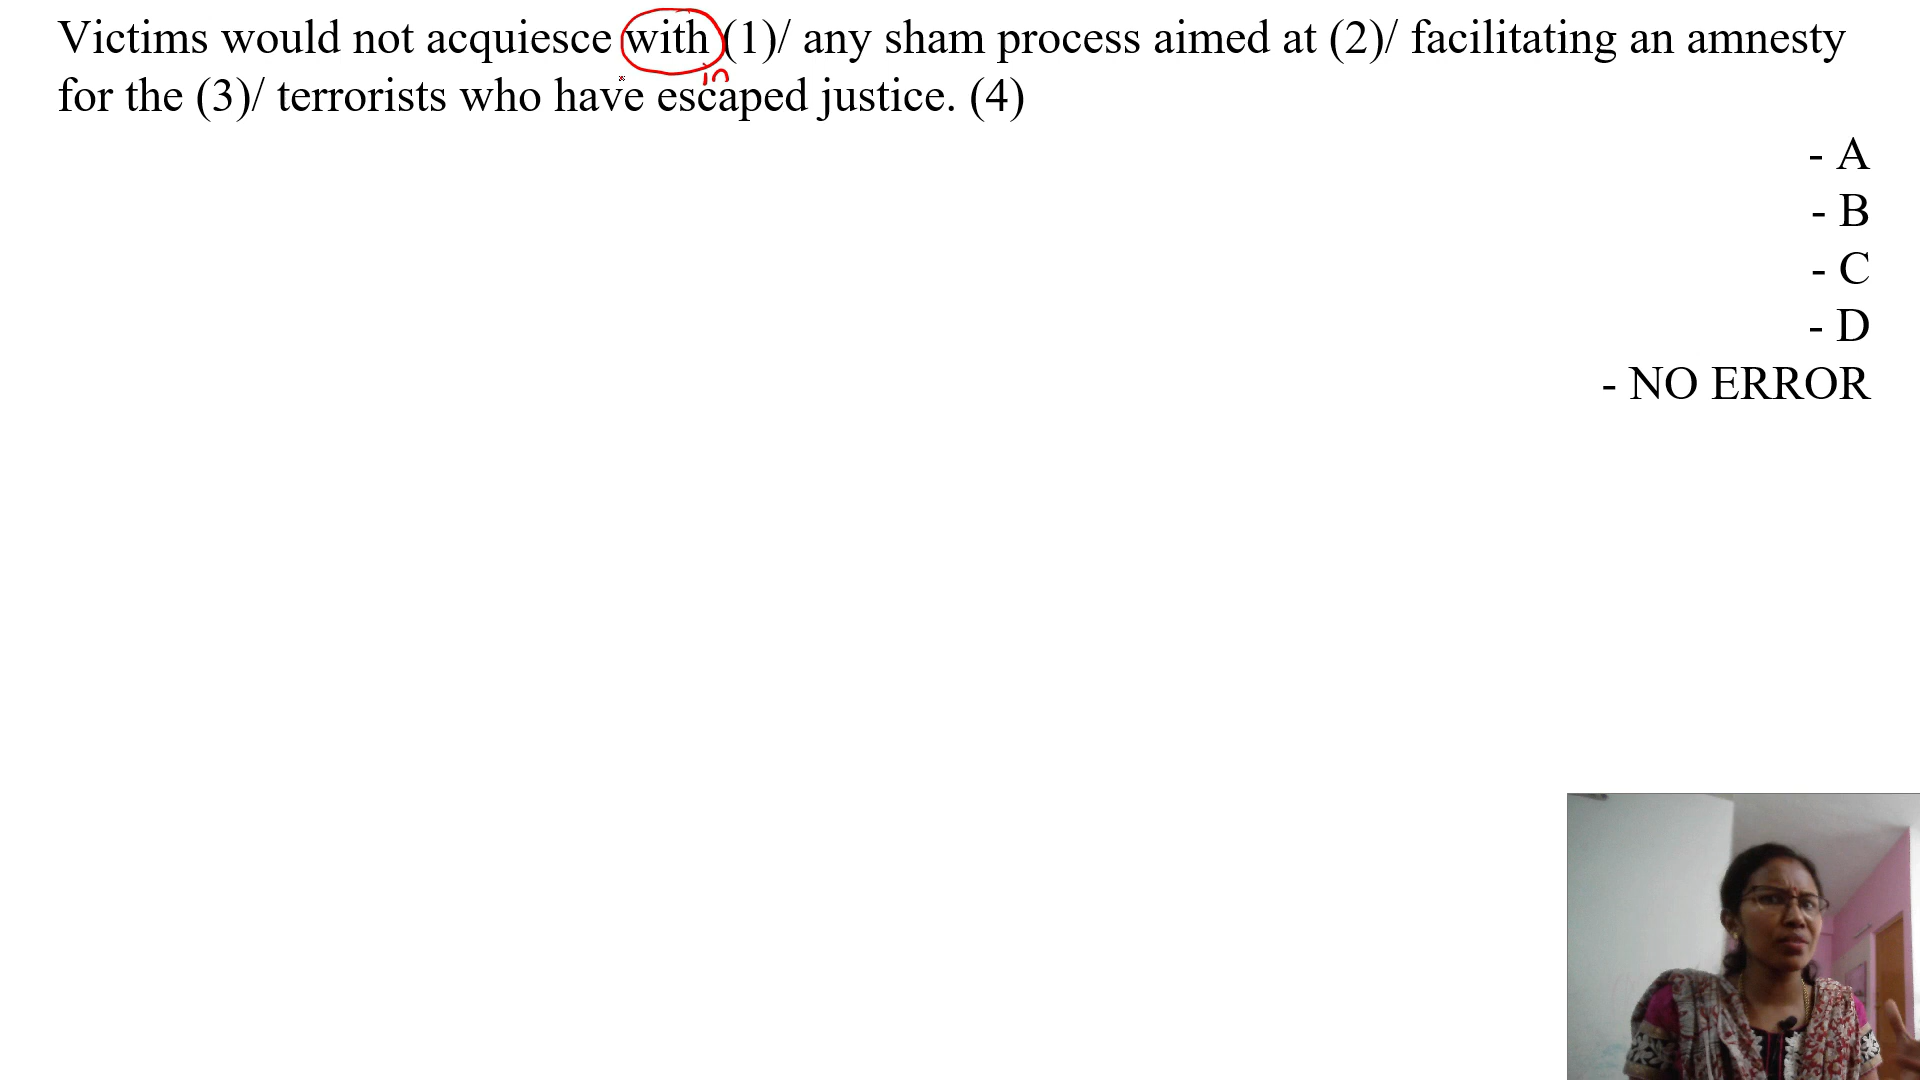 Victims would not acquiesce with (1)/ any sham process aimed at (2)/ facilitating an amnesty
in
for the (3)/ terrorists who have escaped justice. (4)
- A
- B
- C
- D
- NO ERROR